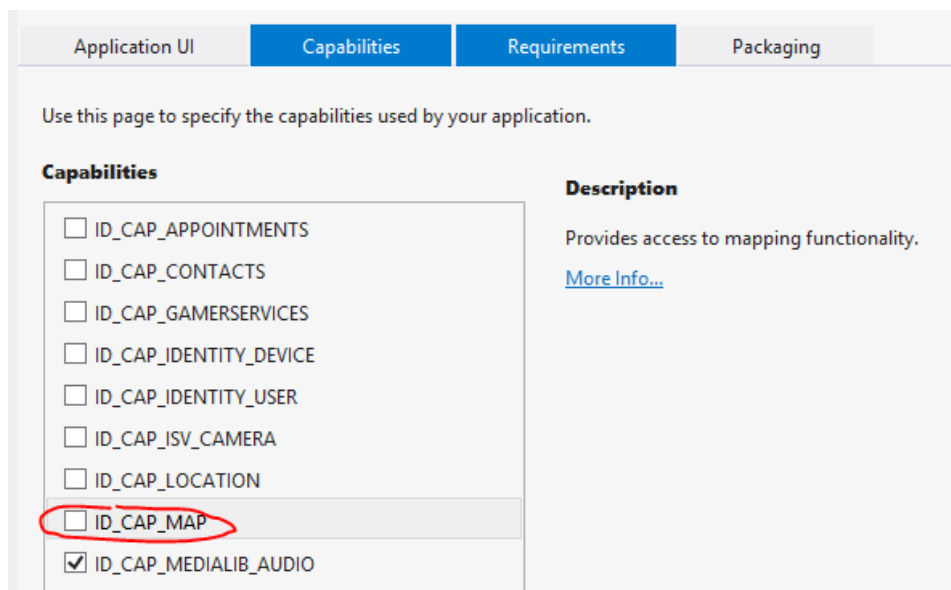 Application UI Capabilities Requirements Packaging
Use this page to specify the capabilities used by your application.
Capabilities
Description
ID_CAP_APPOINTMENTS
Provides access to mapping functionality.
ID_CAP_CONTACTS
More Info...
ID_CAP_GAMERSERVICES
ID_CAP_IDENTITY_DEVICE
ID_CAP_IDENTITY_USER
ID_CAP_ISV_CAMERA
ID_CAP_LOCATION
ID_CAP_MAP
ID_CAP_MEDIALIB_AUDIO